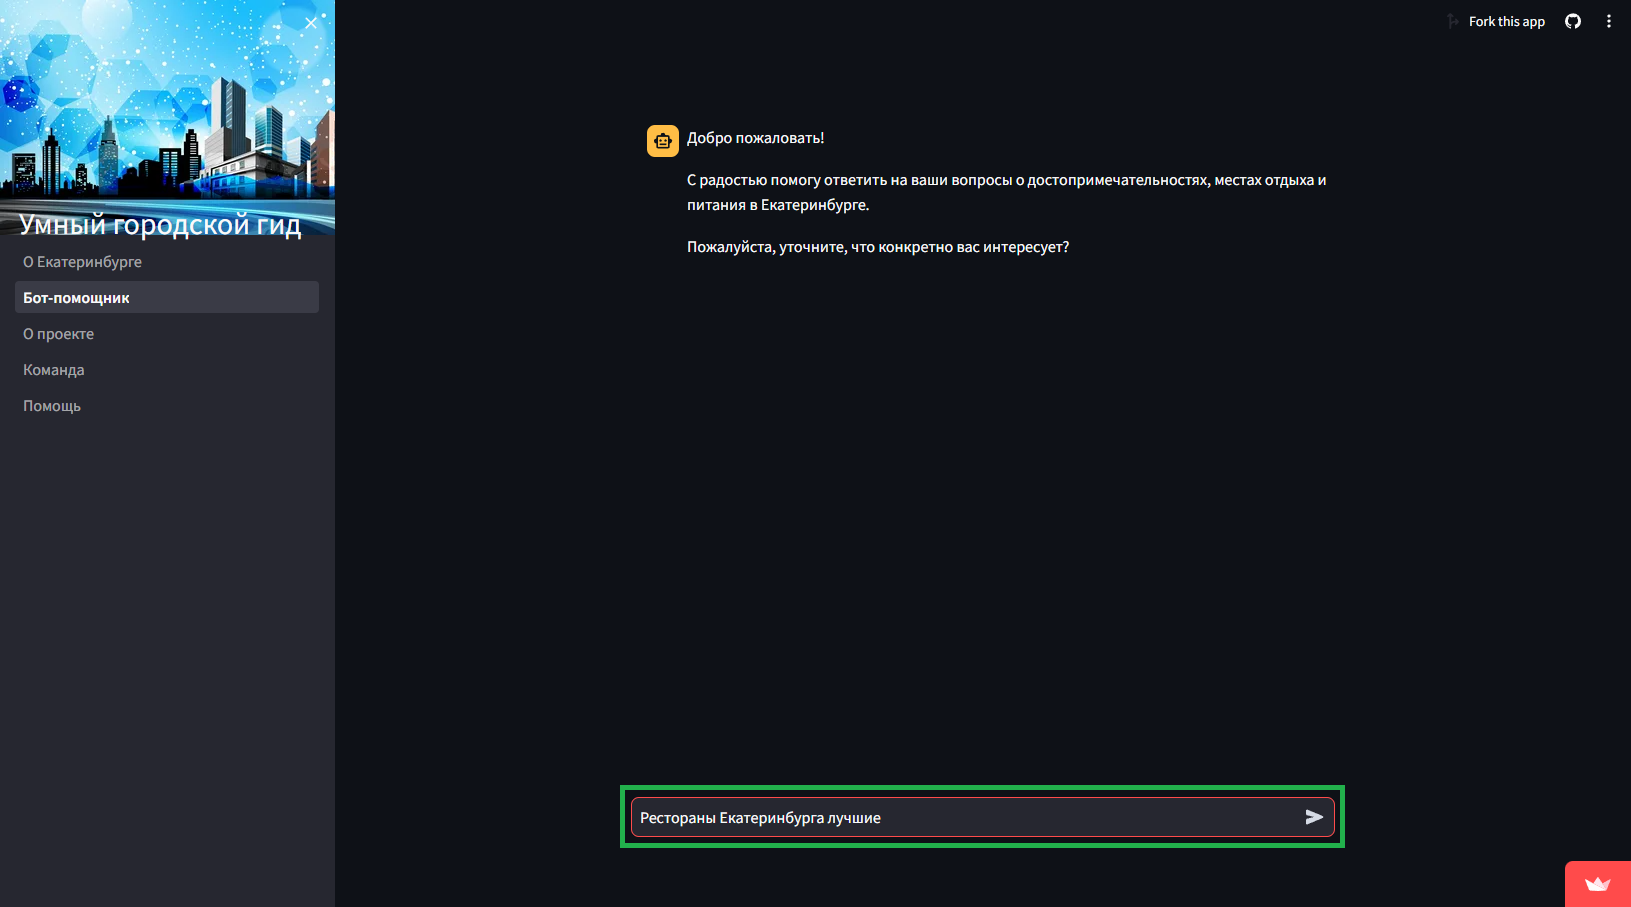 Fork this app
Умный городской гид
О Екатеринбурге
Бот-помощник
О проекте
Команда
Помощь
Добро пожаловать!
С радостью помогу ответить на ваши вопросы о достопримечательностях, местах отдыха и
питания в Екатеринбурге.
Пожалуйста, уточните, что конкретно вас интересует?
Рестораны Екатеринбурга лучшие